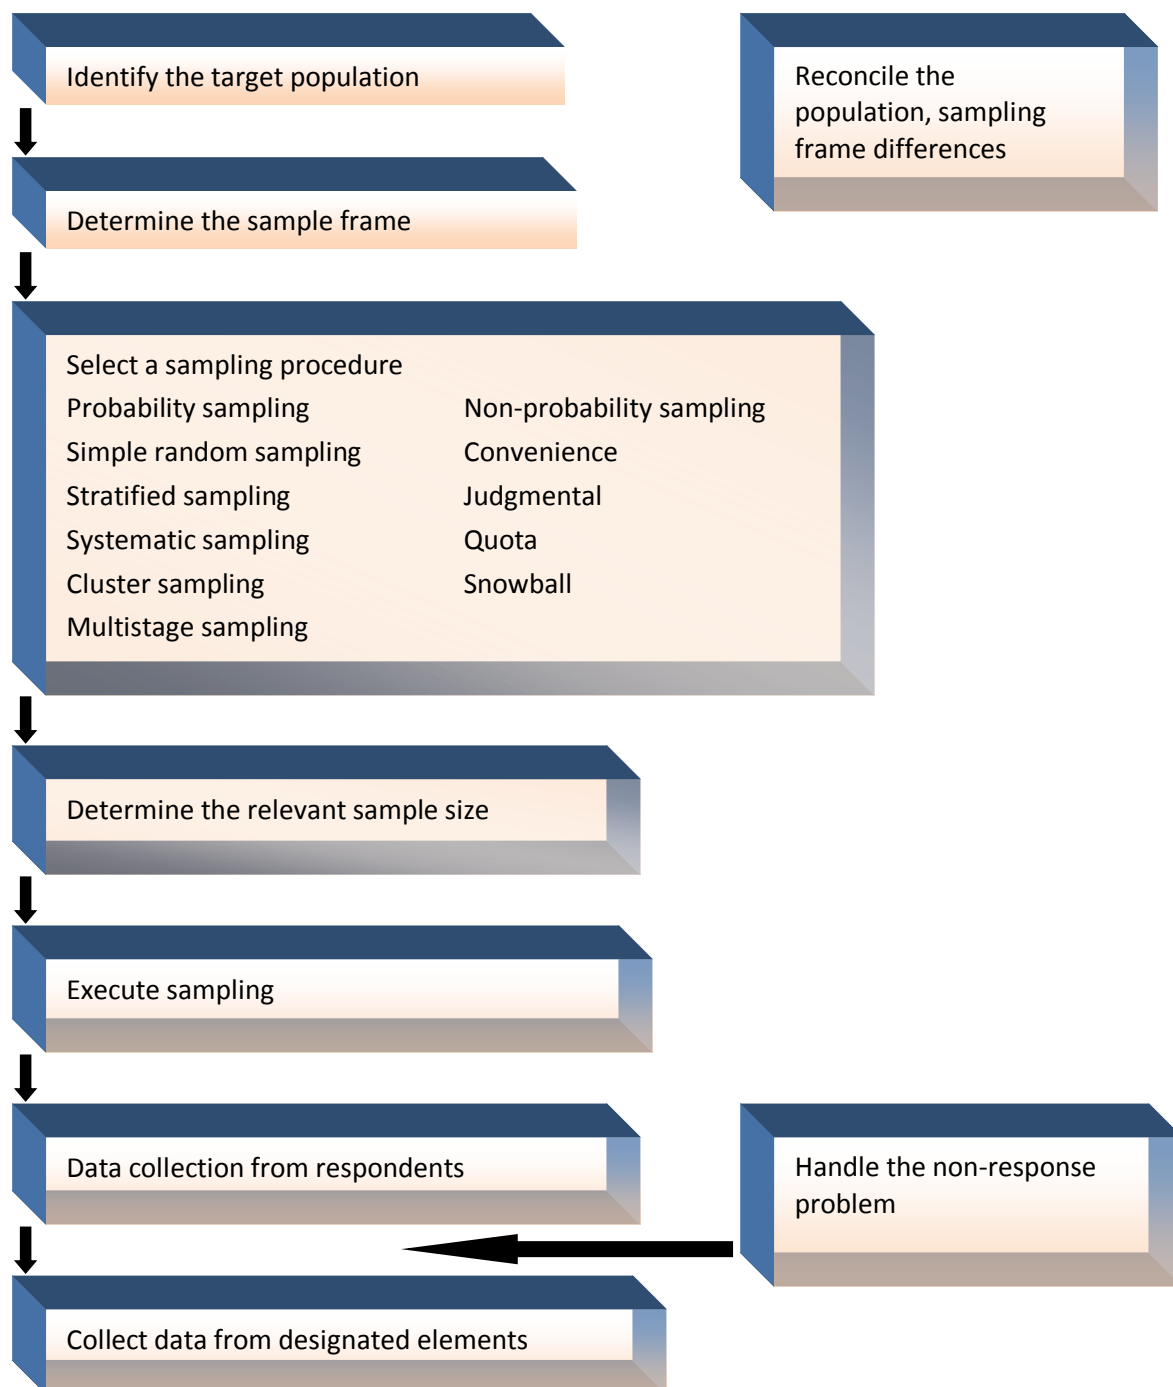 Identify the target population
Reconcile the
population, sampling
frame differences
Determine the sample frame
Select a sampling procedure
Probability sampling
Non-probability sampling
Simple random sampling
Convenience
Stratified sampling
Judgmental
Systematic sampling
Quota
Cluster sampling
Snowball
Multistage sampling
Determine the relevant sample size
Execute sampling
Data collection from respondents
Handle the non-response
problem
Collect data from designated elements